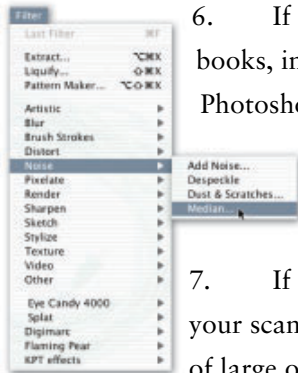 Filter
Last Filter ⌘F
Extract... ⌥⌘X
Liquify... ⇧⌘X
Pattern Maker... ⌥⇧⌘X
Artistic
Blur
Brush Strokes
Distort
Noise
Pixelate
Render
Sharpen
Sketch
Stylize
Texture
Video
Other
Eye Candy 4000
Splat
Digimarc
Flaming Pear
KPT effects
Add Noise...
Despeckle
Dust & Scratches...
Median...
6. If
books, in
Photosho
7. If
your scan
of large o